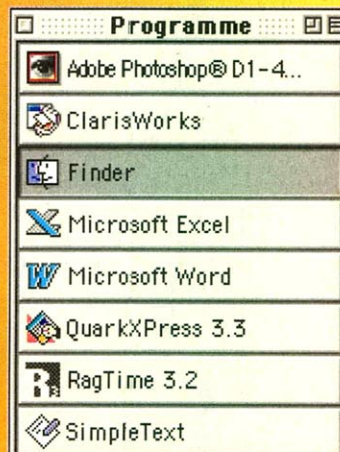 Programme
Adobe Photoshop® D1-4...
ClarisWorks
Finder
Microsoft Excel
Microsoft Word
QuarkXPress 3.3
RagTime 3.2
SimpleText